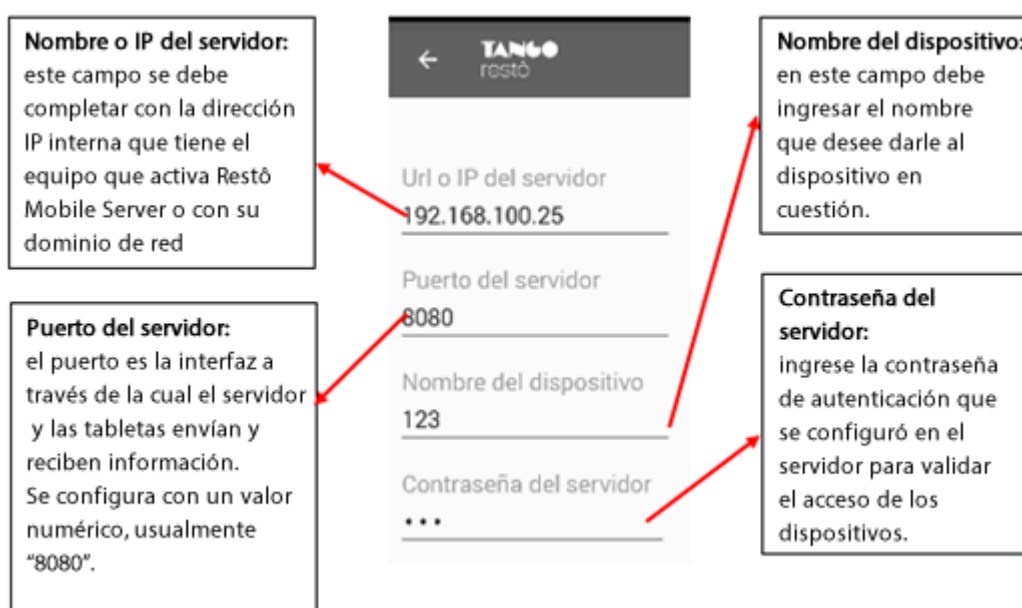 Nombre o IP del servidor:
este campo se debe
completar con la dirección
IP interna que tiene el
equipo que activa Restô
Mobile Server o con su
dominio de red
Puerto del servidor:
el puerto es la interfaz a
través de la cual el servidor
y las tabletas envían y
reciben información.
Se configura con un valor
numérico, usualmente
"8080".
TANGO
restô
Url o IP del servidor
192.168.100.25
Puerto del servidor
8080
Nombre del dispositivo
123
Contraseña del servidor
•••
Nombre del dispositivo:
en este campo debe
ingresar el nombre
que desee darle al
dispositivo en
cuestión.
Contraseña del
servidor:
ingrese la contraseña
de autenticación que
se configuró en el
servidor para validar
el acceso de los
dispositivos.